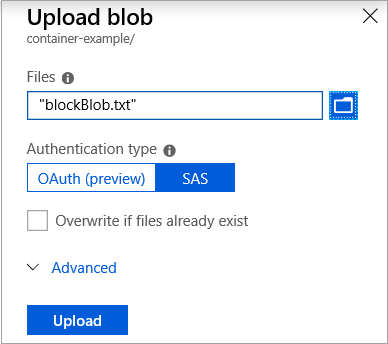 Upload blob
container-example/
Files
"blockBlob.txt"
Authentication type
OAuth (preview) SAS
Overwrite if files already exist
Advanced
Upload